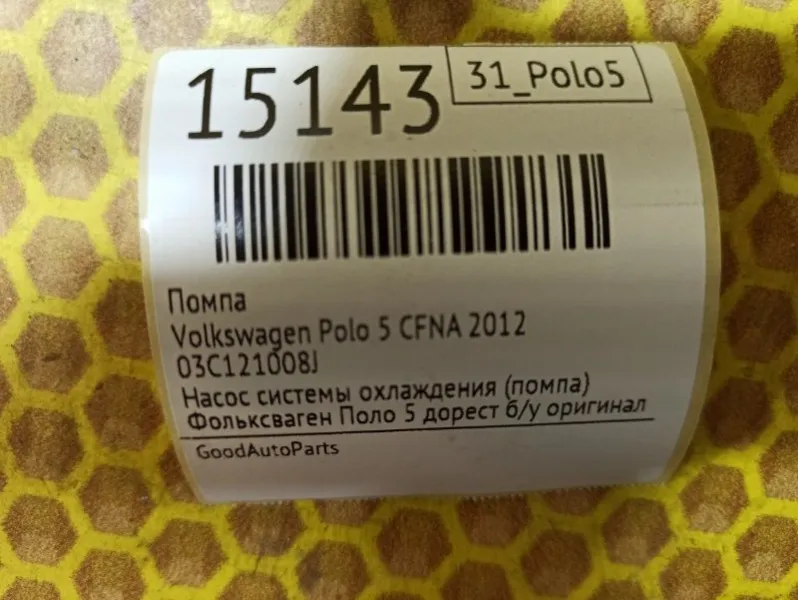 15143
31_Polo5
Помпа
Volkswagen Polo 5 CFNA 2012
03C121008J
Насос системы охлаждения (помпа)
Фольксваген Поло 5 дорест б/у оригинал
GoodAutoParts